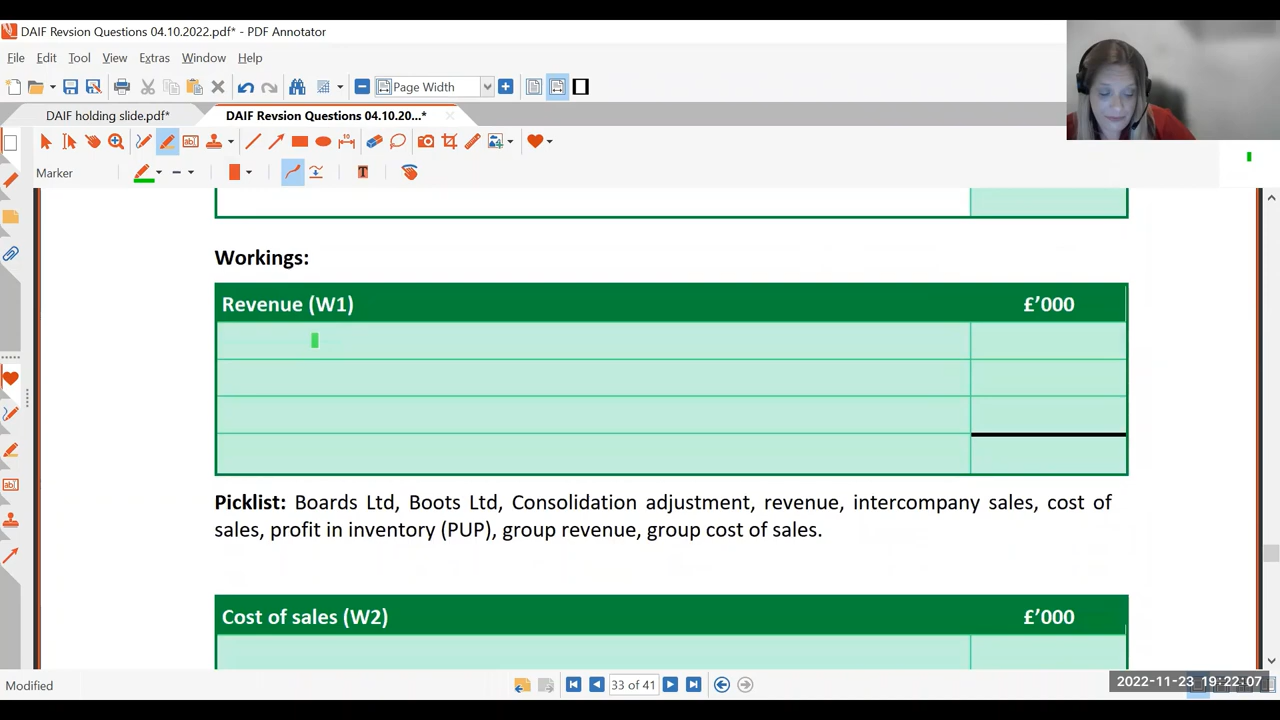 DAIF Revsion Questions 04.10.2022.pdf* - PDF Annotator
File Edit Tool View Extras Window Help
Page Width
DAIF holding slide.pdf* DAIF Revsion Questions 04.10.20...*
10
Marker
Workings:
Revenue (W1) £'000
Picklist: Boards Ltd, Boots Ltd, Consolidation adjustment, revenue, intercompany sales, cost of
sales, profit in inventory (PUP), group revenue, group cost of sales.
Cost of sales (W2) £'000
Modified 33 of 41 2022-11-23 19:22:07